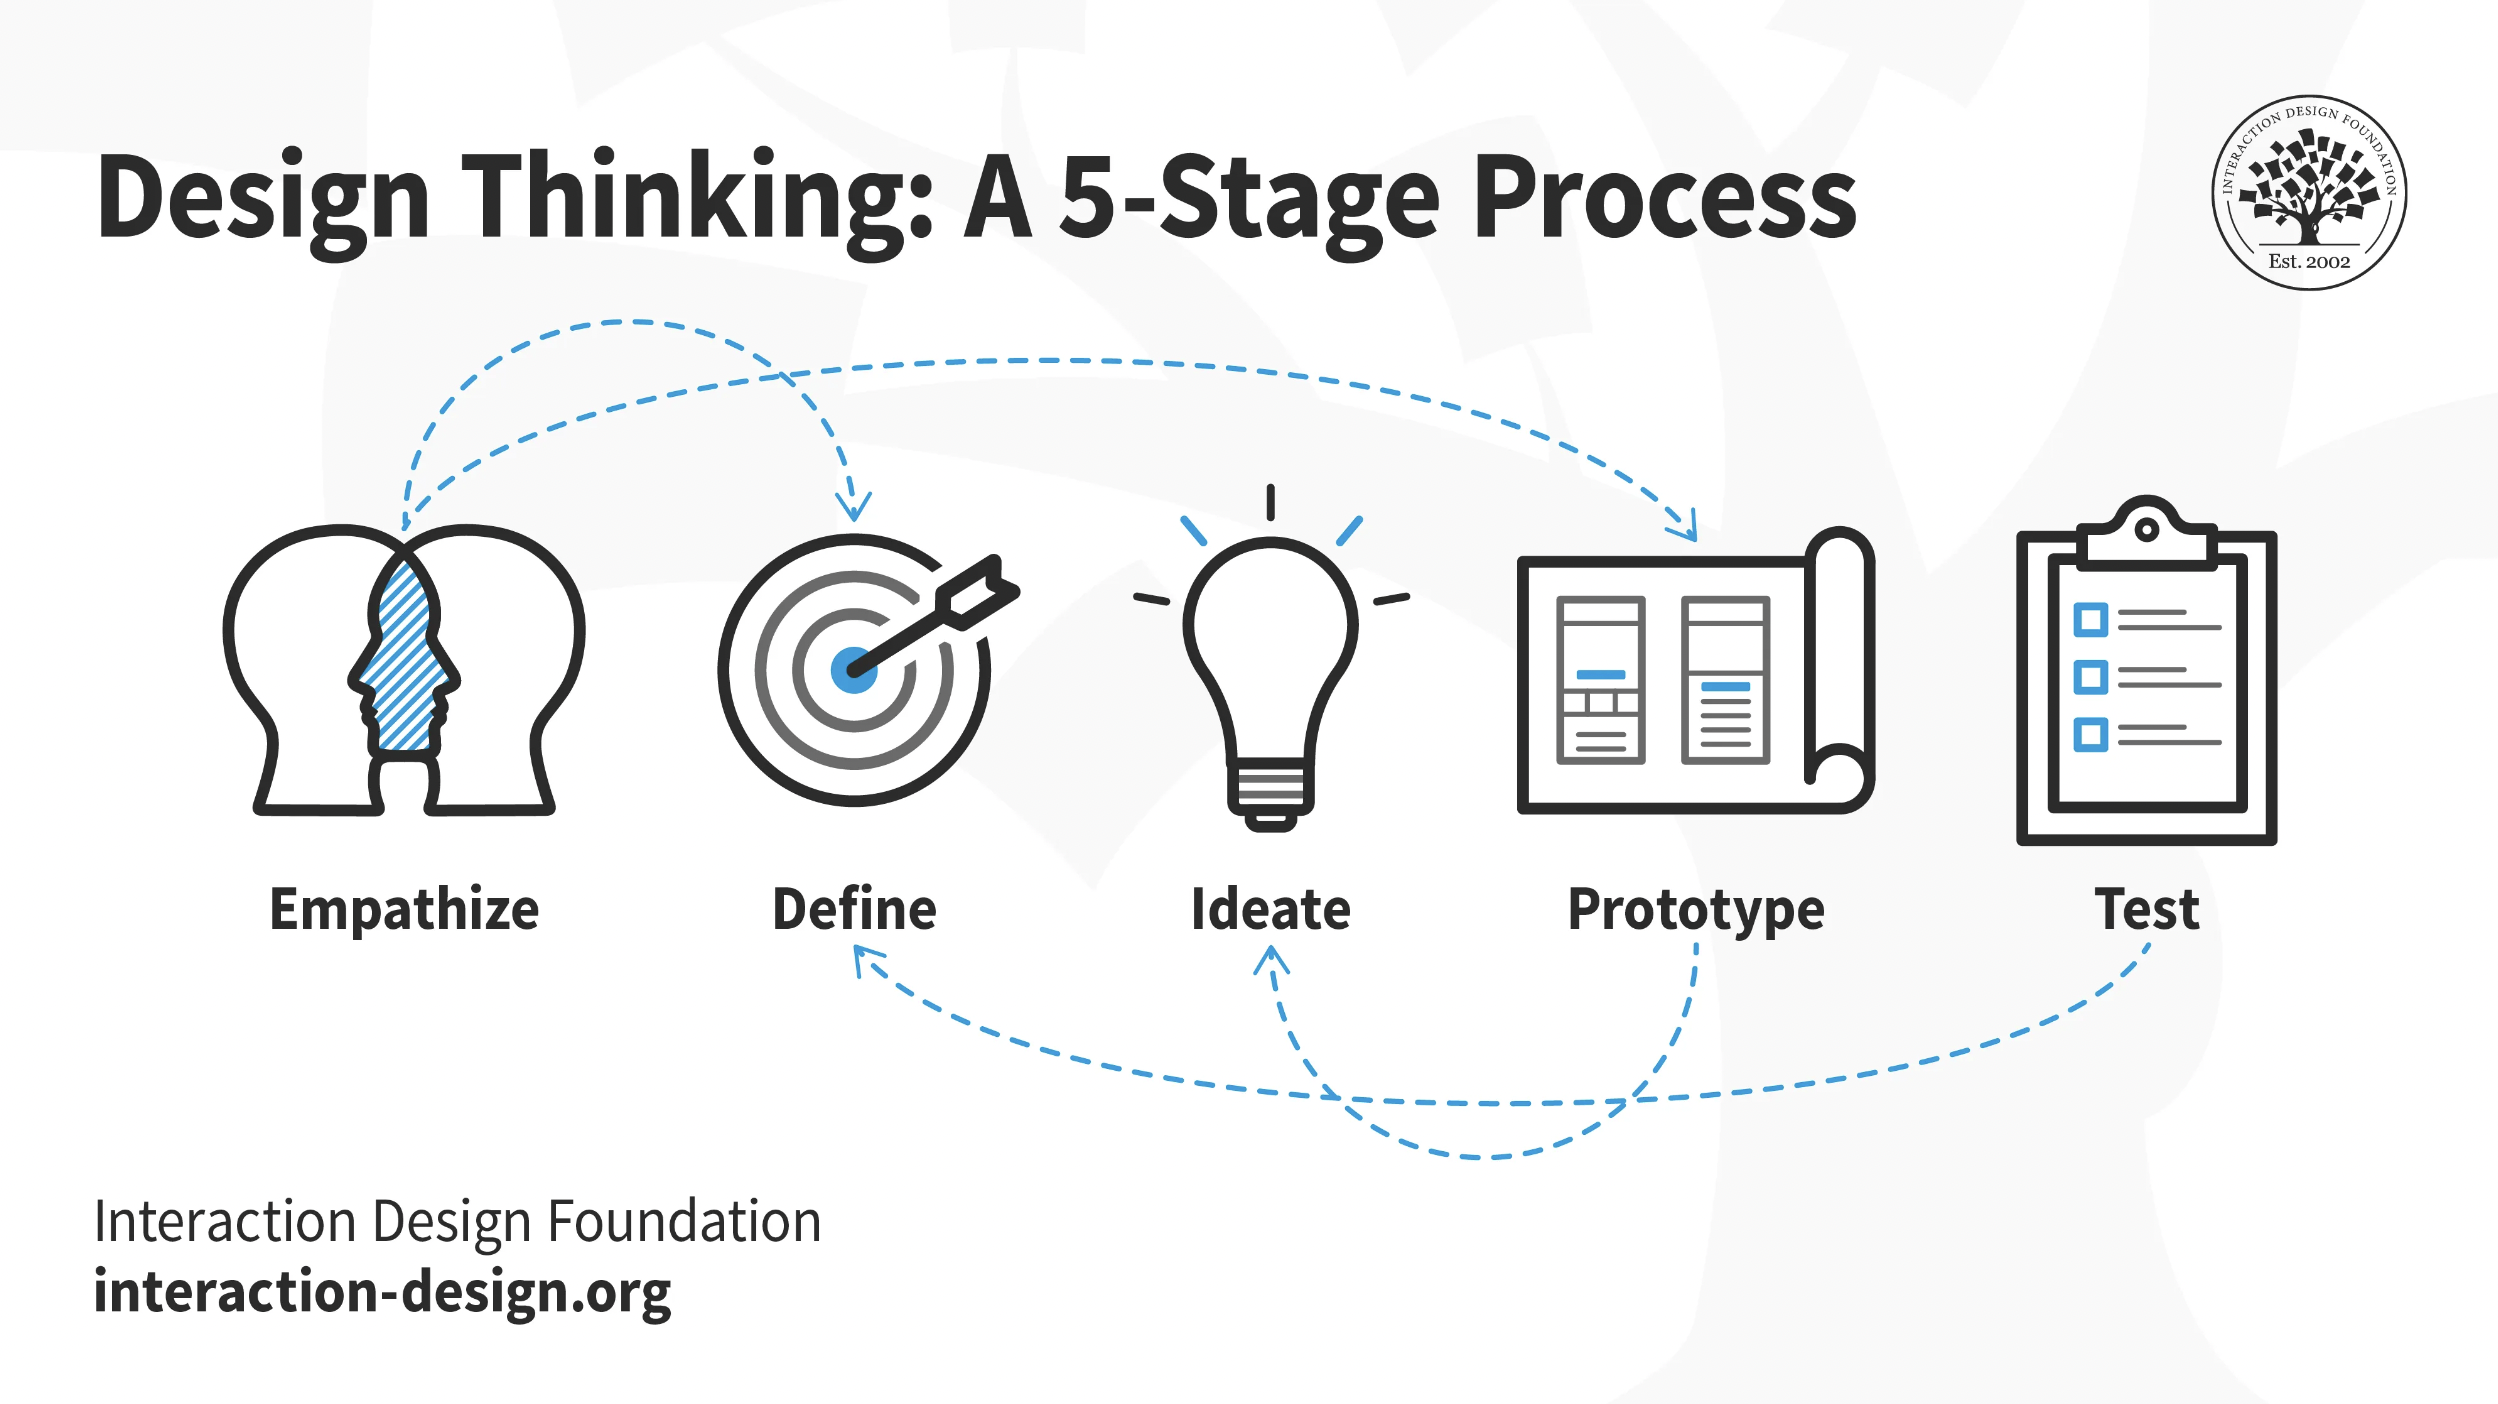 Design Thinking: A 5-Stage Process
INTERACTION DESIGN FOUNDATION
Est. 2002
Empathize
Define
Ideate
Prototype
Test
Interaction Design Foundation
interaction-design.org